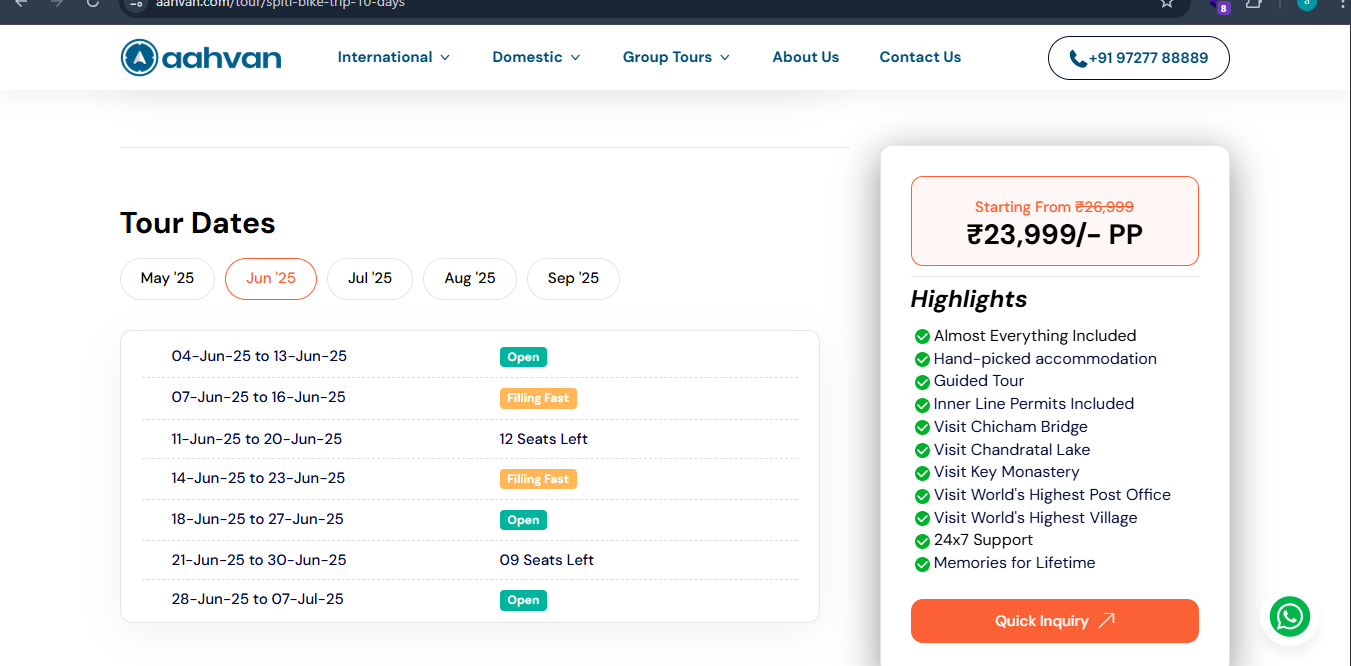 aahvan.com/tour/spiti-bike-trip-10-days
8
a
aahvan
International
Domestic
Group Tours
About Us
Contact Us
+91 97277 88889
Tour Dates
May '25
Jun '25
Jul '25
Aug '25
Sep '25
04-Jun-25 to 13-Jun-25 Open
07-Jun-25 to 16-Jun-25 Filling Fast
11-Jun-25 to 20-Jun-25 12 Seats Left
14-Jun-25 to 23-Jun-25 Filling Fast
18-Jun-25 to 27-Jun-25 Open
21-Jun-25 to 30-Jun-25 09 Seats Left
28-Jun-25 to 07-Jul-25 Open
Starting From ₹26,999
₹23,999/- PP
Highlights
Almost Everything Included
Hand-picked accommodation
Guided Tour
Inner Line Permits Included
Visit Chicham Bridge
Visit Chandratal Lake
Visit Key Monastery
Visit World's Highest Post Office
Visit World's Highest Village
24x7 Support
Memories for Lifetime
Quick Inquiry